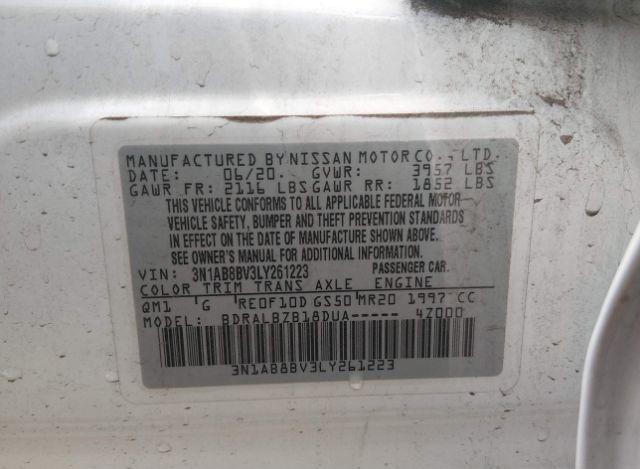 MANUFACTURED BY NISSAN MOTOR CO., LTD.
DATE: 06/20. GVWR: 3957 LBS
GAWR FR: 2116 LBS GAWR RR: 1852 LBS
THIS VEHICLE CONFORMS TO ALL APPLICABLE FEDERAL MOTOR
VEHICLE SAFETY, BUMPER AND THEFT PREVENTION STANDARDS
IN EFFECT ON THE DATE OF MANUFACTURE SHOWN ABOVE.
SEE OWNER'S MANUAL FOR ADDITIONAL INFORMATION.
VIN: 3N1AB8BV3LY261223 PASSENGER CAR.
COLOR TRIM TRANS AXLE ENGINE
QM1 G RE0F10D GS50 MR20 1997 CC
MODEL: BDRALBZB18DUA----- 4Z000
3N1AB8BV3LY261223